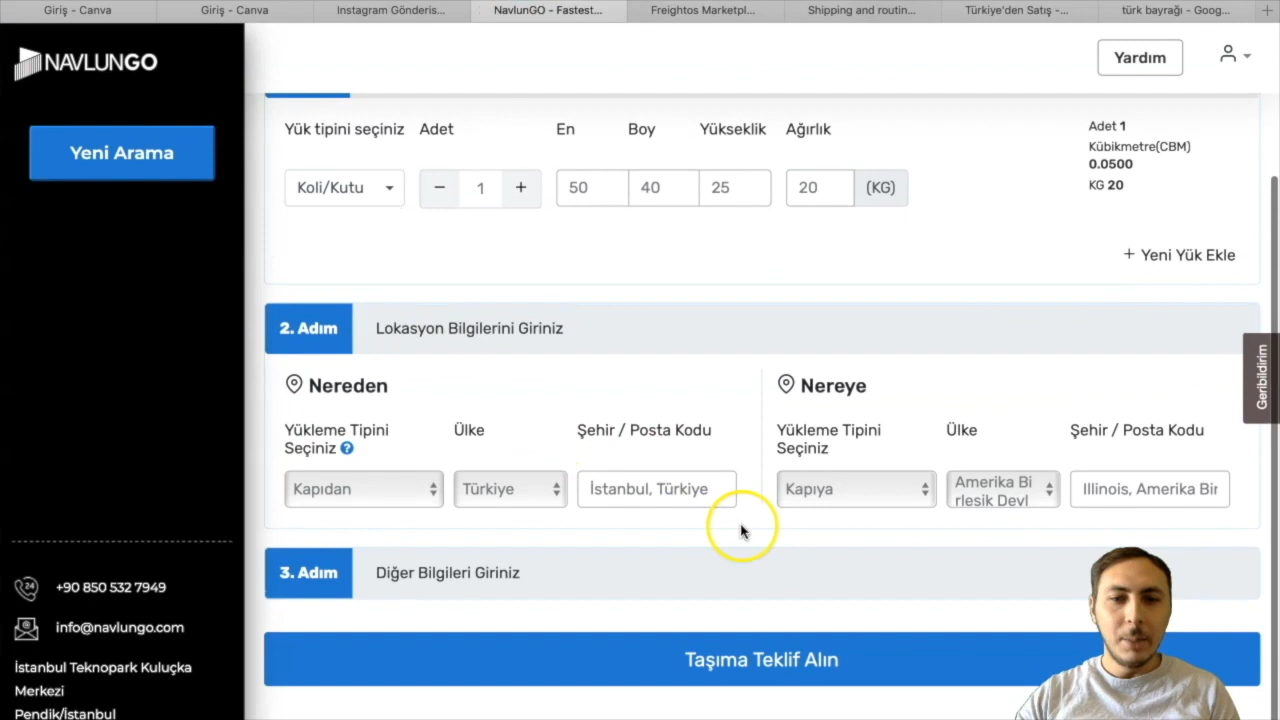 Giriş - Canva
Giriş - Canva
Instagram Gönderis...
NavlunGO - Fastest...
Freightos Marketpl...
Shipping and routin...
Türkiye'den Satış -...
türk bayrağı - Goog...
NAVLUNGO
Yardım
Yeni Arama
Yük tipini seçiniz Adet En Boy Yükseklik Ağırlık
Koli/Kutu − 1 + 50 40 25 20 (KG)
Adet 1
Kübikmetre(CBM)
0.0500
KG 20
+ Yeni Yük Ekle
2. Adım Lokasyon Bilgilerini Giriniz
Nereden
Yükleme Tipini
Seçiniz ?
Ülke
Şehir / Posta Kodu
Kapıdan
Türkiye
İstanbul, Türkiye
Nereye
Yükleme Tipini
Seçiniz
Ülke
Şehir / Posta Kodu
Kapıya
Amerika Bi
rlesik Devl
Illinois, Amerika Bir
Geribildirim
3. Adım Diğer Bilgileri Giriniz
Taşıma Teklif Alın
24
+90 850 532 7949
@
info@navlungo.com
İstanbul Teknopark Kuluçka
Merkezi
Pendik/İstanbul